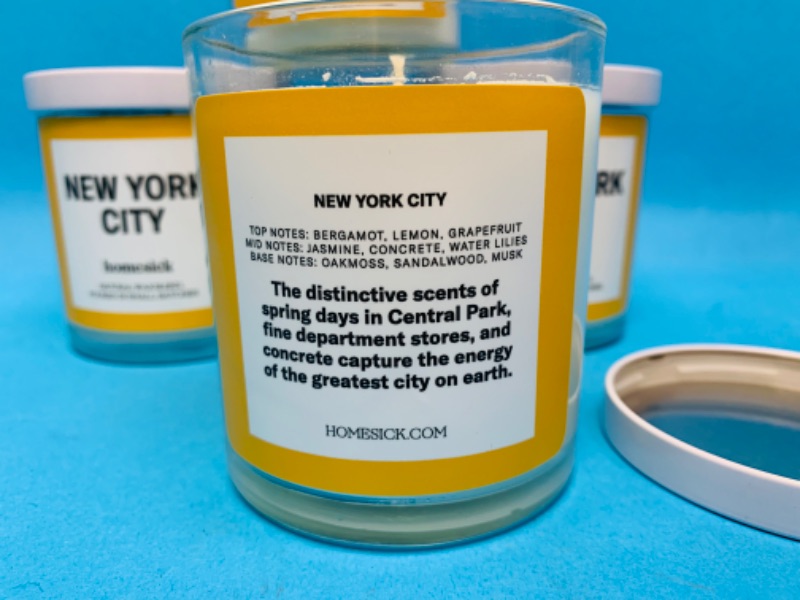 NEW YORK
CITY
homesick
NEW YORK CITY
TOP NOTES: BERGAMOT, LEMON, GRAPEFRUIT
MID NOTES: JASMINE, CONCRETE, WATER LILIES
BASE NOTES: OAKMOSS, SANDALWOOD, MUSK
The distinctive scents of
spring days in Central Park,
fine department stores, and
concrete capture the energy
of the greatest city on earth.
HOMESICK.COM
RK